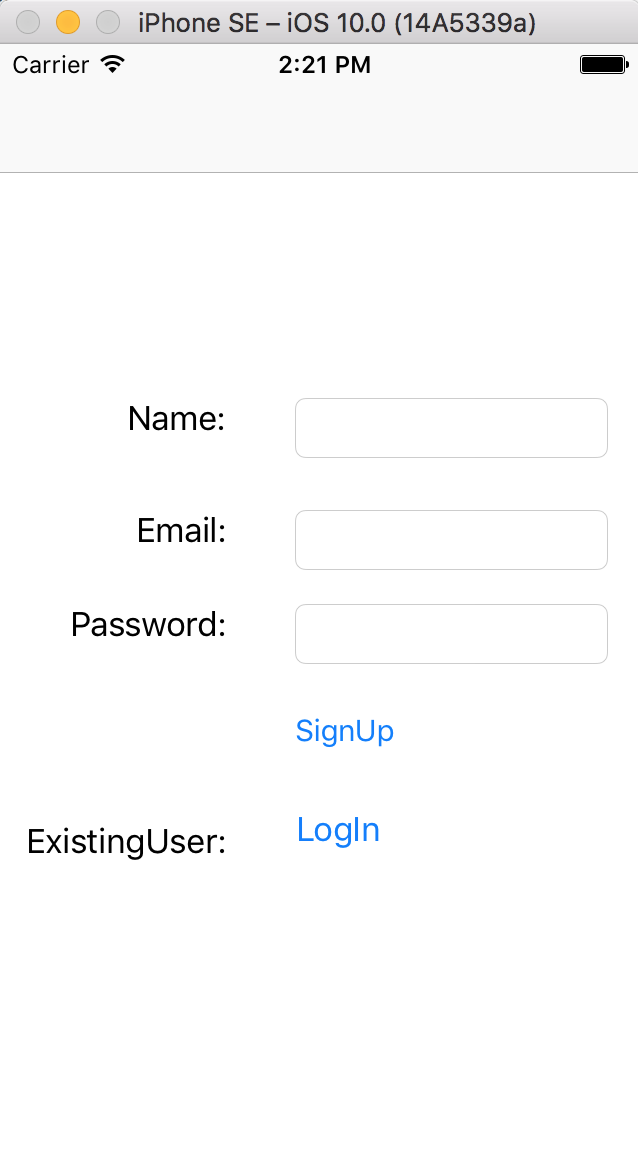 iPhone SE – iOS 10.0 (14A5339a)
Carrier 2:21 PM
Name:
Email:
Password:
SignUp
ExistingUser: LogIn